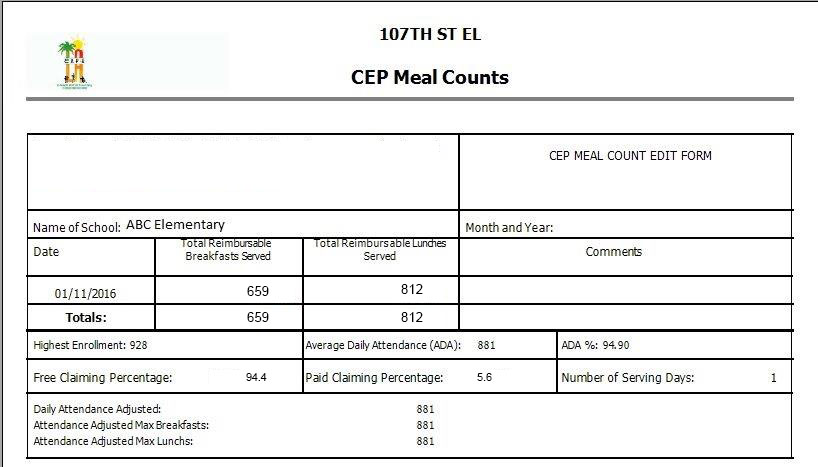 107TH ST EL
CEP Meal Counts
CEP MEAL COUNT EDIT FORM
Name of School: ABC Elementary Month and Year:
Date Total Reimbursable Breakfasts Served Total Reimbursable Lunches Served Comments
01/11/2016 659 812
Totals: 659 812
Highest Enrollment: 928 Average Daily Attendance (ADA): 881 ADA %: 94.90
Free Claiming Percentage: 94.4 Paid Claiming Percentage: 5.6 Number of Serving Days: 1
Daily Attendance Adjusted: 881
Attendance Adjusted Max Breakfasts: 881
Attendance Adjusted Max Lunchs: 881